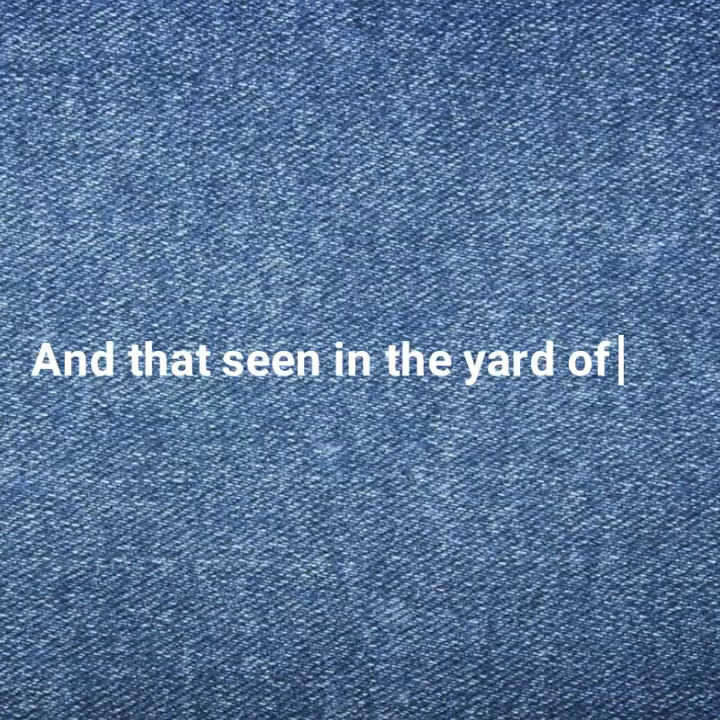 And that seen in the yard of